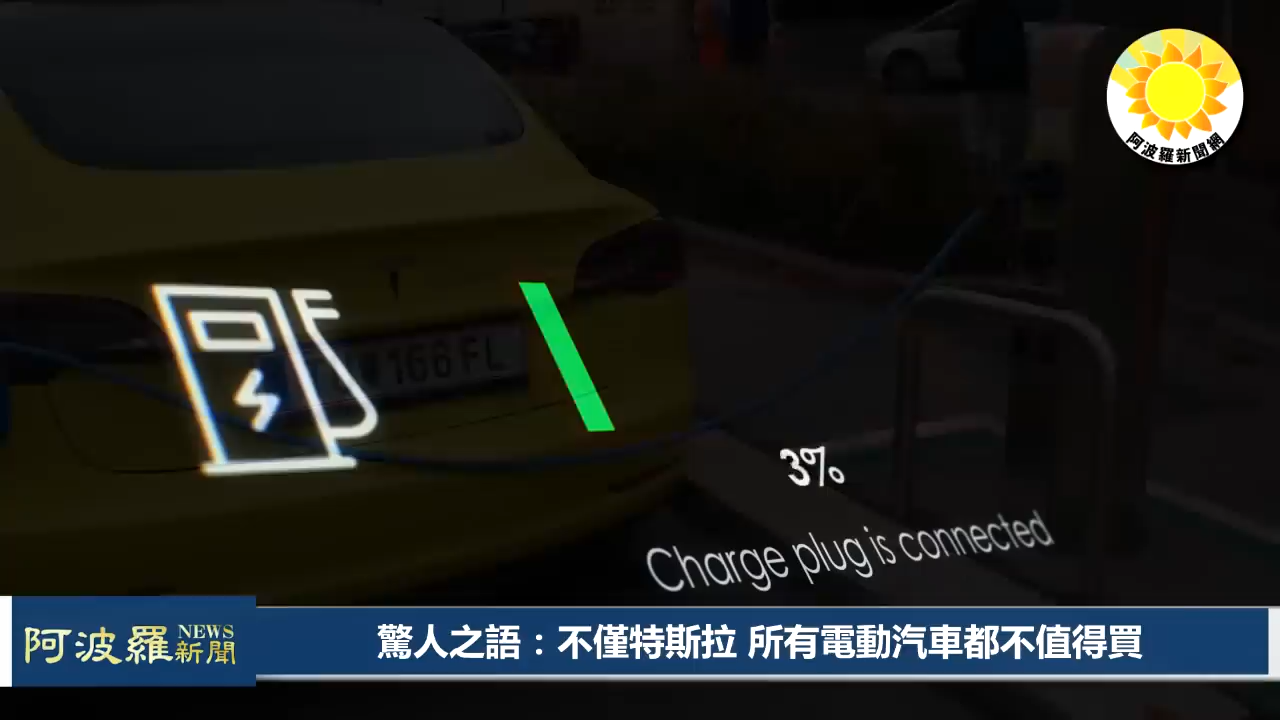 阿波羅新聞網
166FL
3%
Charge plug is connected
阿波羅 NEWS 新聞
驚人之語：不僅特斯拉 所有電動汽車都不值得買